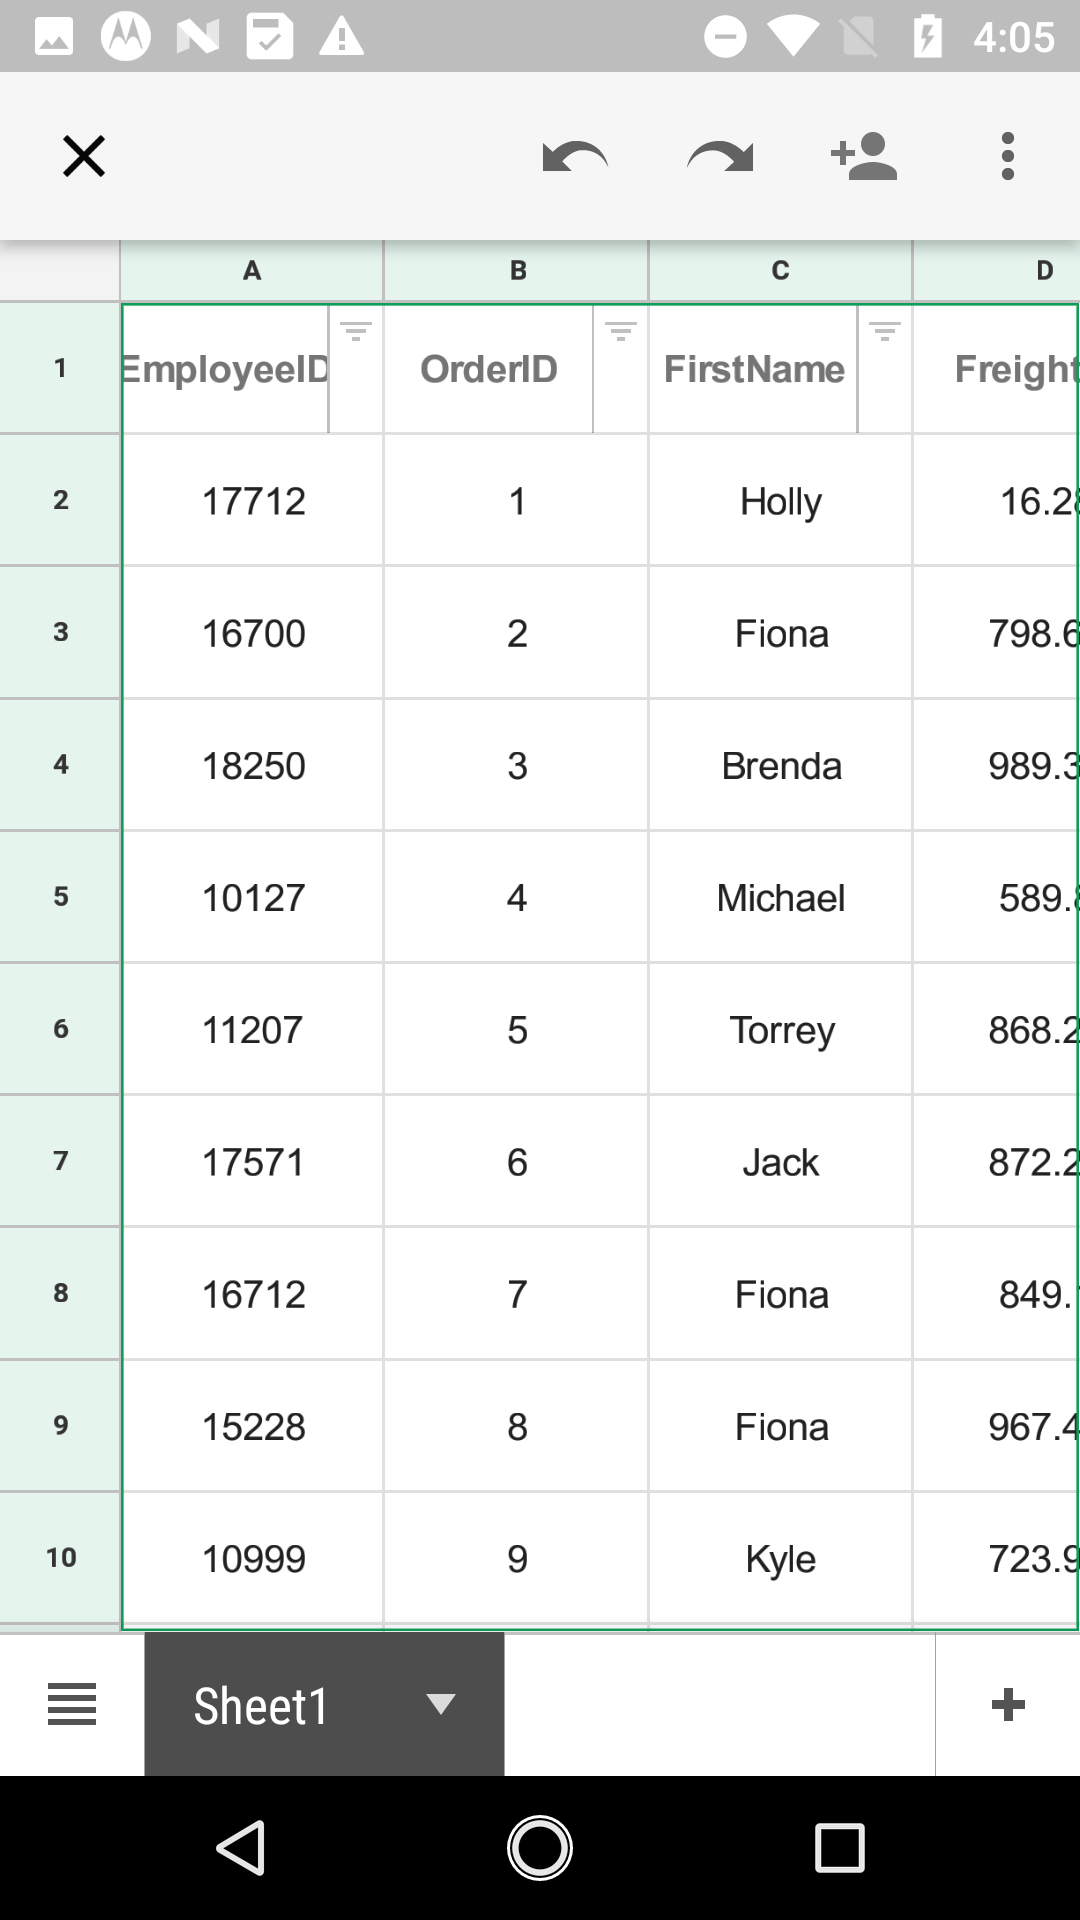 4:05
A B C D
1 EmployeeID OrderID FirstName Freight
2 17712 1 Holly 16.28
3 16700 2 Fiona 798.6
4 18250 3 Brenda 989.3
5 10127 4 Michael 589.8
6 11207 5 Torrey 868.2
7 17571 6 Jack 872.2
8 16712 7 Fiona 849.
9 15228 8 Fiona 967.4
10 10999 9 Kyle 723.9
Sheet1